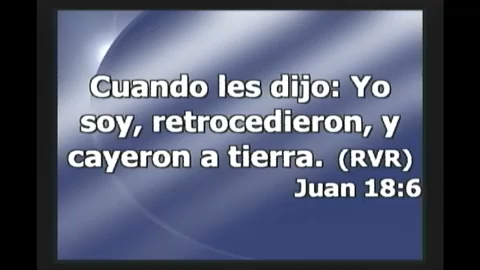 Cuando les dijo: Yo
soy, retrocedieron, y
cayeron a tierra. (RVR)
Juan 18:6